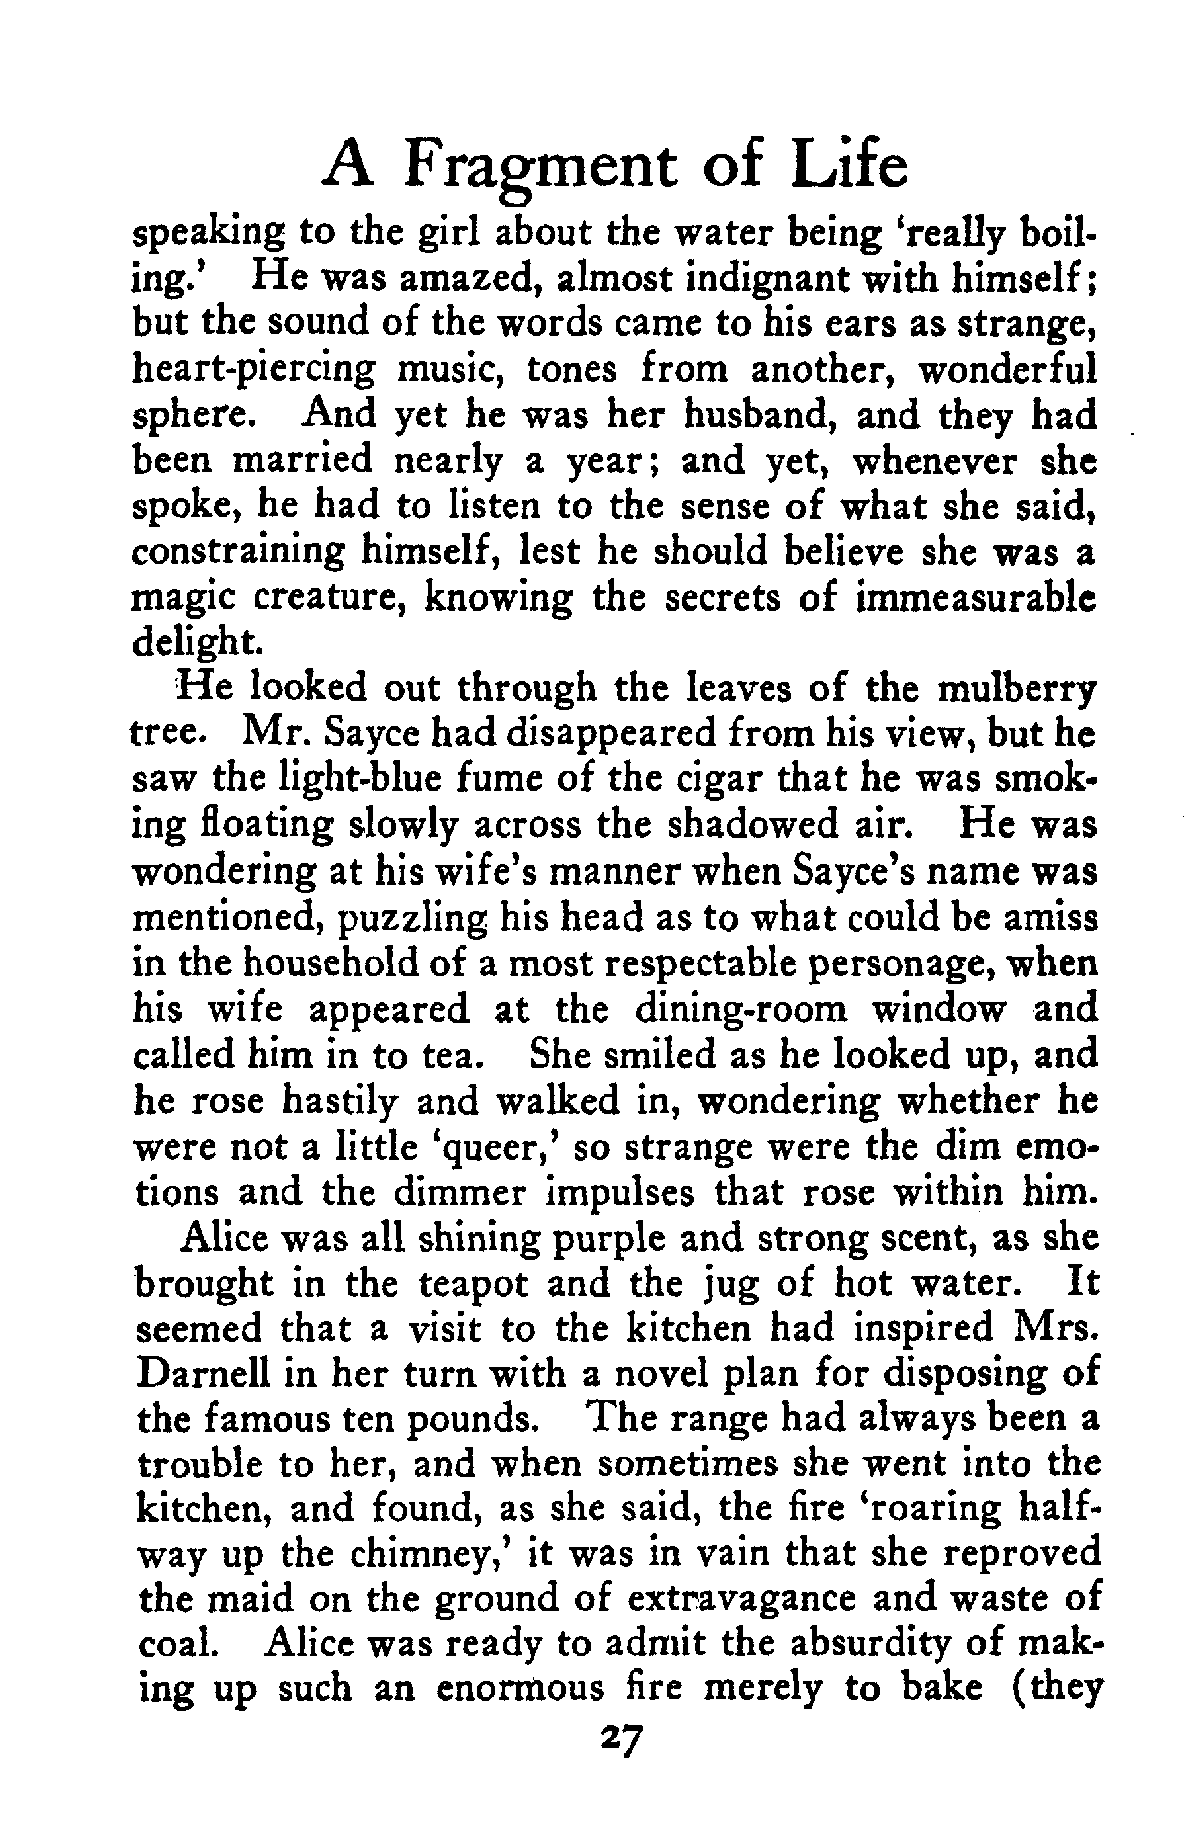 A Fragment of Life
speaking to the girl about the water being ‘really boil-
ing.’ He was amazed, almost indignant with himself;
but the sound of the words came to his ears as strange,
heart-piercing music, tones from another, wonderful
sphere. And yet he was her husband, and they had
been married nearly a year; and yet, whenever she
spoke, he had to listen to the sense of what she said,
constraining himself, lest he should believe she was a
magic creature, knowing the secrets of immeasurable
delight.
He looked out through the leaves of the mulberry
tree. Mr. Sayce had disappeared from his view, but he
saw the light-blue fume of the cigar that he was smok-
ing floating slowly across the shadowed air. He was
wondering at his wife’s manner when Sayce’s name was
mentioned, puzzling his head as to what could be amiss
in the household of a most respectable personage, when
his wife appeared at the dining-room window and
called him in to tea. She smiled as he looked up, and
he rose hastily and walked in, wondering whether he
were not a little ‘queer,’ so strange were the dim emo-
tions and the dimmer impulses that rose within him.
Alice was all shining purple and strong scent, as she
brought in the teapot and the jug of hot water. It
seemed that a visit to the kitchen had inspired Mrs.
Darnell in her turn with a novel plan for disposing of
the famous ten pounds. The range had always been a
trouble to her, and when sometimes she went into the
kitchen, and found, as she said, the fire ‘roaring half-
way up the chimney,’ it was in vain that she reproved
the maid on the ground of extravagance and waste of
coal. Alice was ready to admit the absurdity of mak-
ing up such an enormous fire merely to bake (they
27